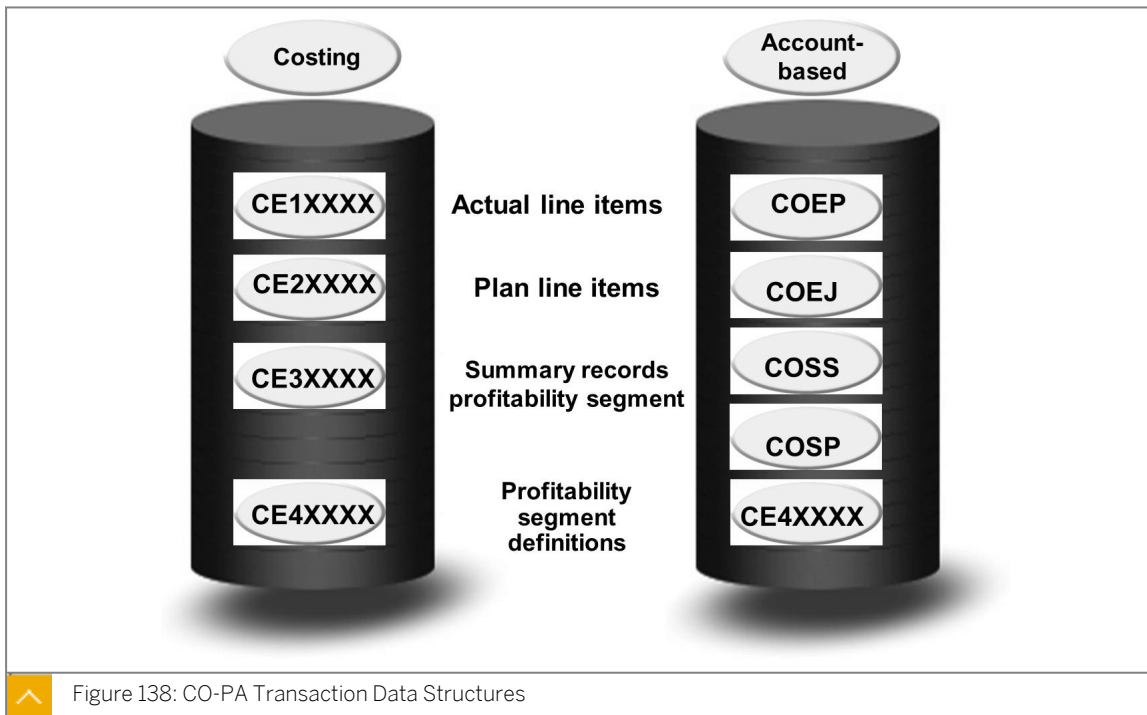 Costing
Account-
based
CE1XXXX
Actual line items
COEP
CE2XXXX
Plan line items
COEJ
CE3XXXX
Summary records
profitability segment
COSS
COSP
CE4XXXX
Profitability
segment
definitions
CE4XXXX
Figure 138: CO-PA Transaction Data Structures